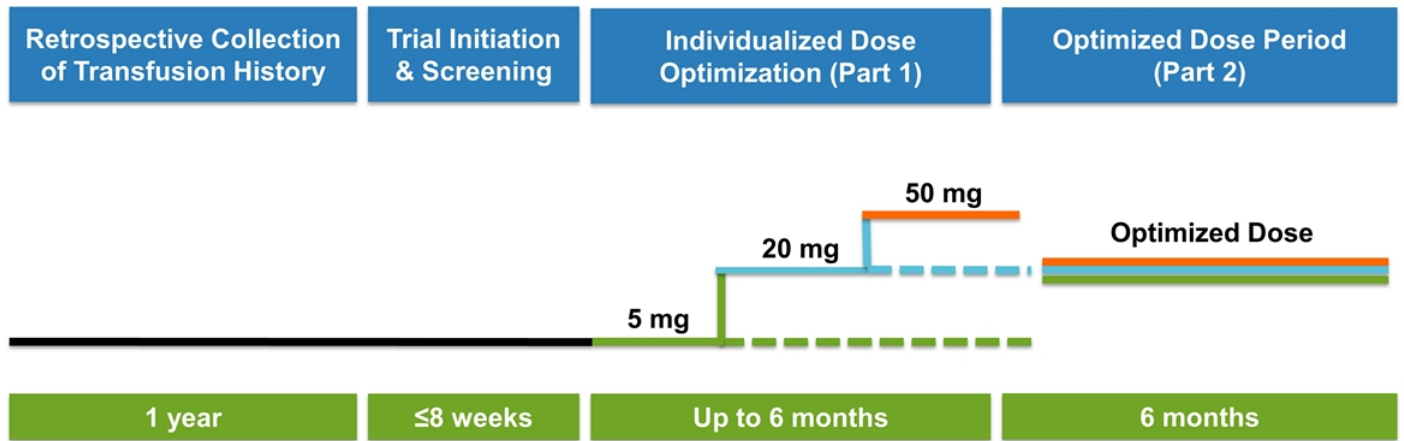 Retrospective Collection
of Transfusion History
Trial Initiation
& Screening
Individualized Dose
Optimization (Part 1)
Optimized Dose Period
(Part 2)
50 mg
20 mg
Optimized Dose
5 mg
1 year
≤8 weeks
Up to 6 months
6 months